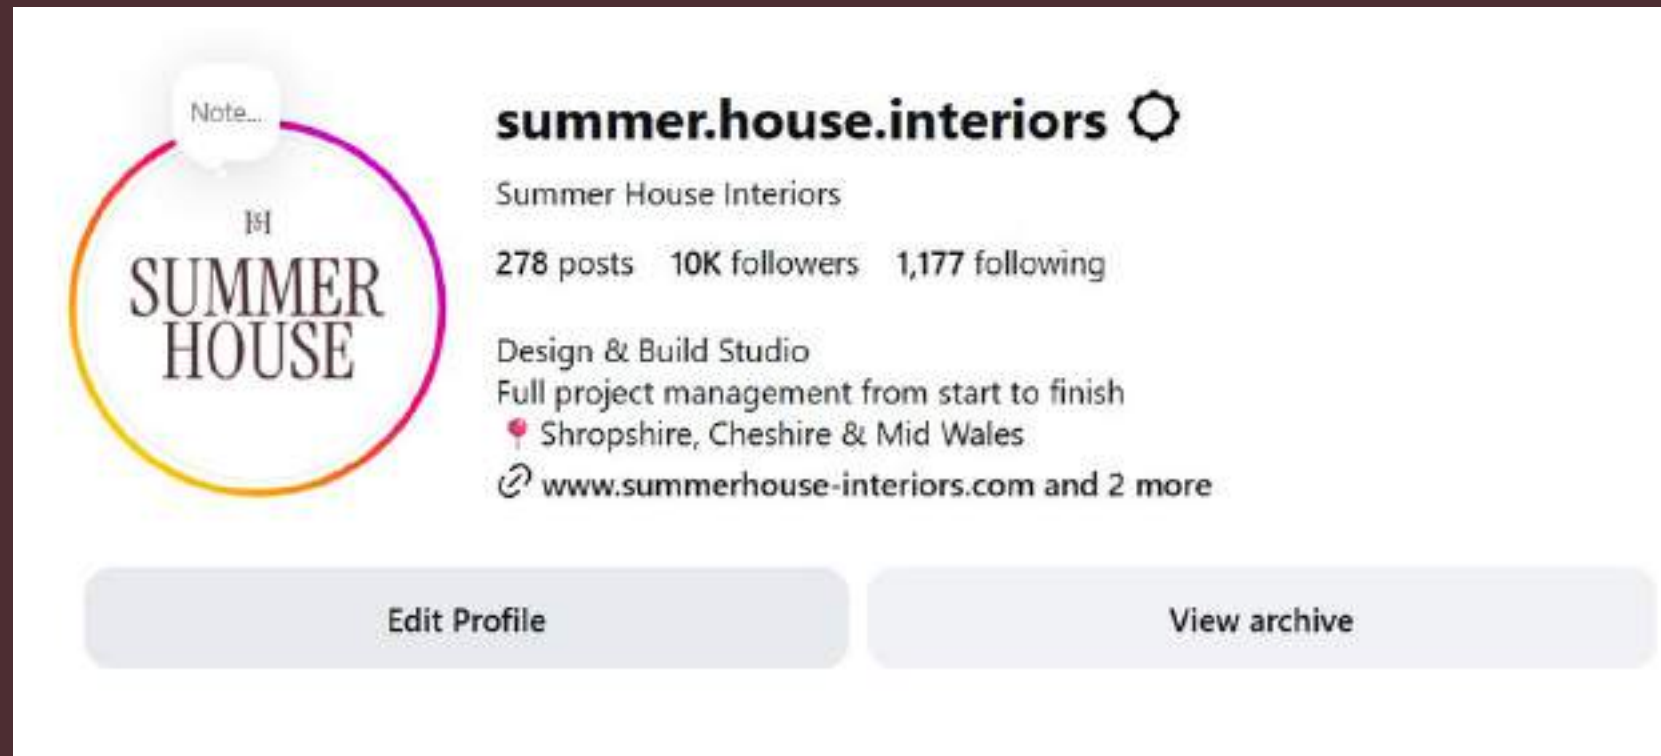 Note...
SUMMER
HOUSE
summer.house.interiors
Summer House Interiors
278 posts 10K followers 1,177 following
Design & Build Studio
Full project management from start to finish
📍 Shropshire, Cheshire & Mid Wales
www.summerhouse-interiors.com and 2 more
Edit Profile
View archive